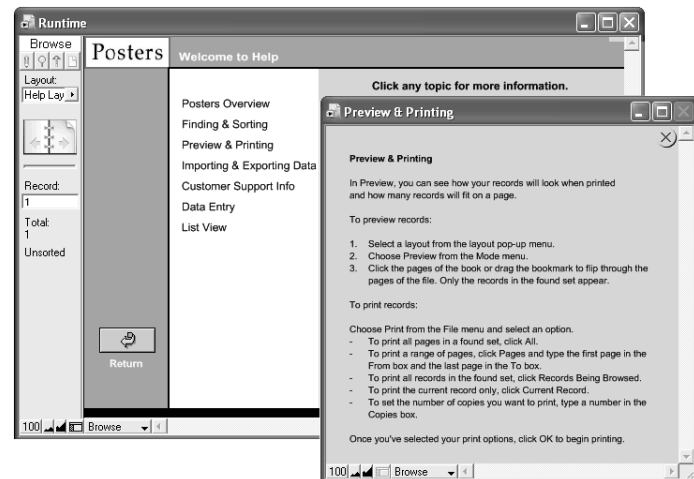 Runtime
Browse
Layout:
Help Lay
Record:
1
Total:
1
Unsorted
100
Browse
Posters
Welcome to Help
Click any topic for more information.
Posters Overview
Finding & Sorting
Preview & Printing
Importing & Exporting Data
Customer Support Info
Data Entry
List View
Return
Preview & Printing
Preview & Printing
In Preview, you can see how your records will look when printed
and how many records will fit on a page.
To preview records:
1. Select a layout from the layout pop-up menu.
2. Choose Preview from the Mode menu.
3. Click the pages of the book or drag the bookmark to flip through the
pages of the file. Only the records in the found set appear.
To print records:
Choose Print from the File menu and select an option.
- To print all pages in a found set, click All.
- To print a range of pages, click Pages and type the first page in the
From box and the last page in the To box.
- To print all records in the found set, click Records Being Browsed.
- To print the current record only, click Current Record.
- To set the number of copies you want to print, type a number in the
Copies box.
Once you've selected your print options, click OK to begin printing.
100
Browse